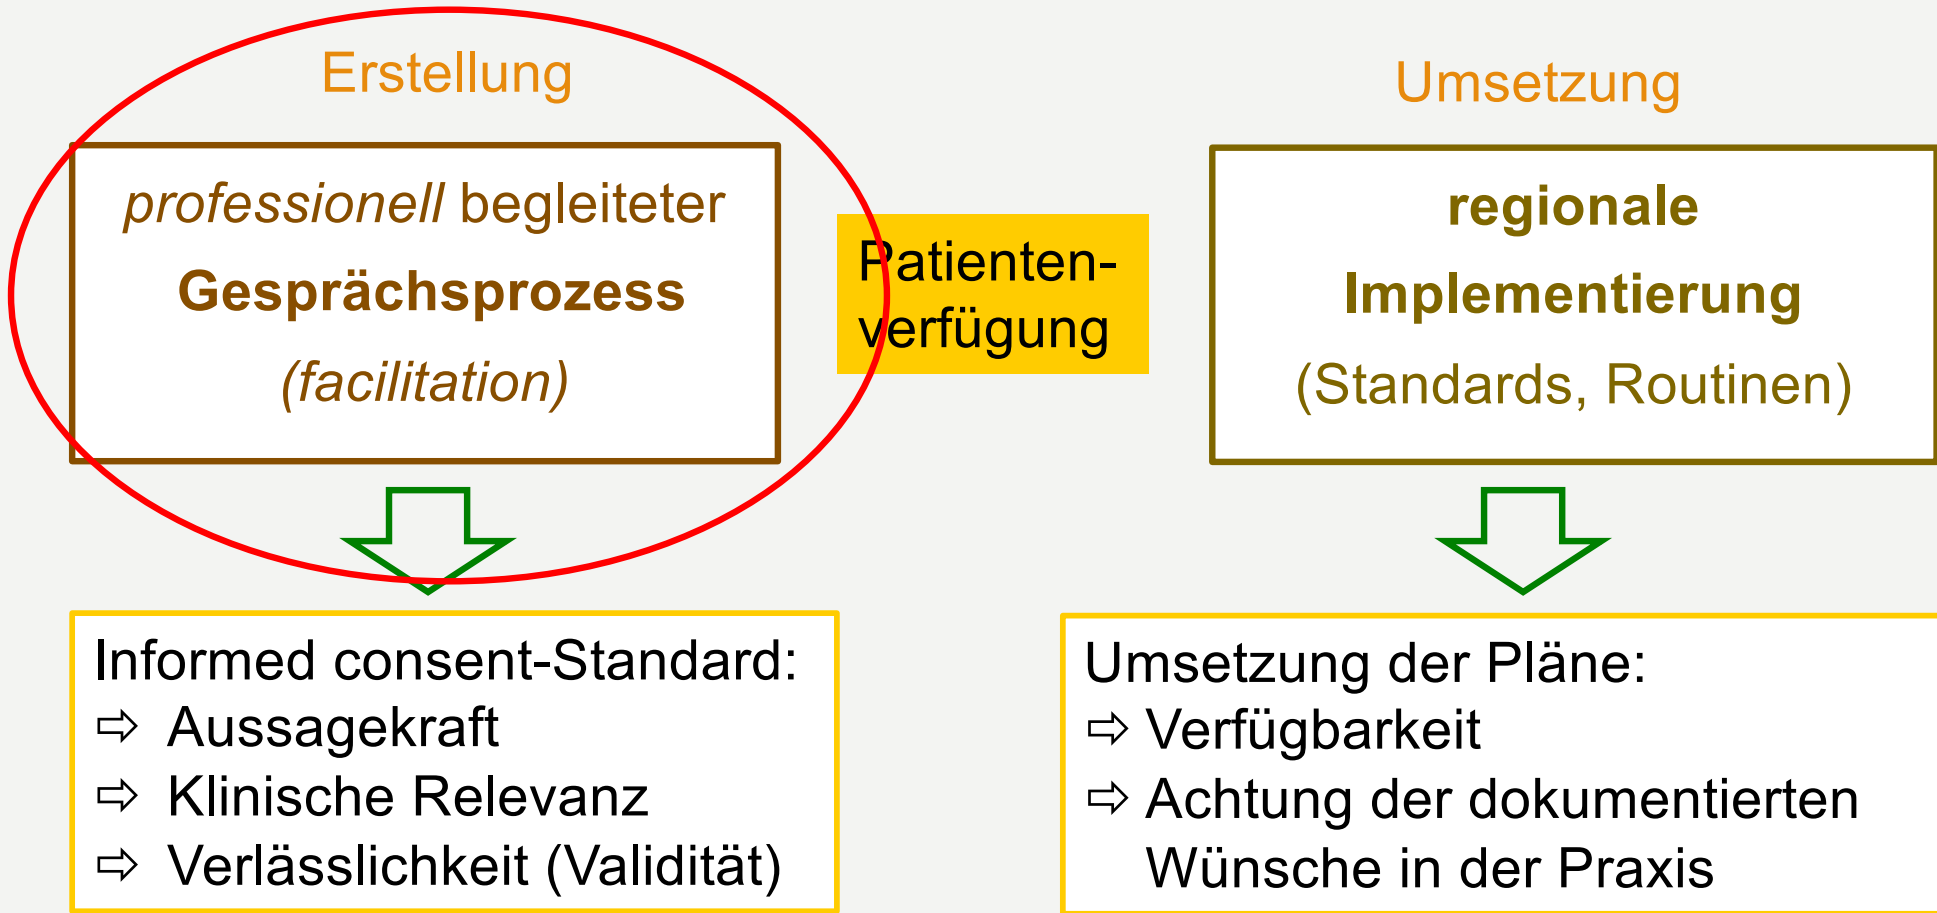 Erstellung
professionell begleiteter
Gesprächsprozess
(facilitation)
Patienten-
verfügung
Umsetzung
regionale
Implementierung
(Standards, Routinen)
Informed consent-Standard:
⇨ Aussagekraft
⇨ Klinische Relevanz
⇨ Verlässlichkeit (Validität)
Umsetzung der Pläne:
⇨ Verfügbarkeit
⇨ Achtung der dokumentierten
Wünsche in der Praxis